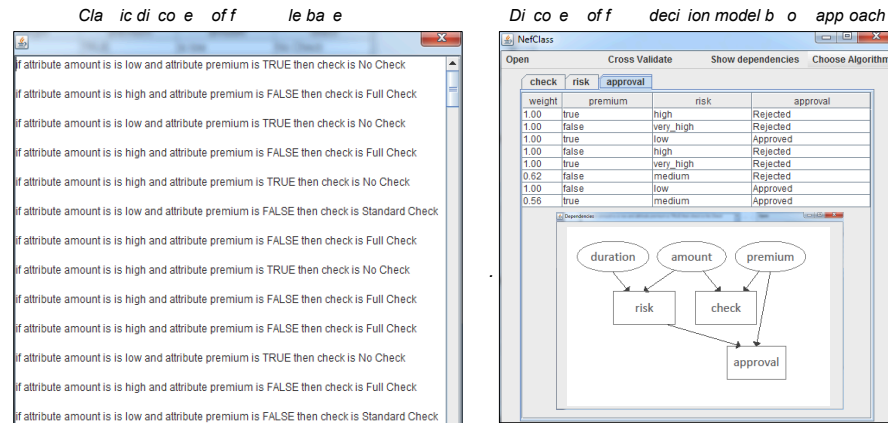 if attribute amount is is low and attribute premium is TRUE then check is No Check
if attribute amount is is high and attribute premium is FALSE then check is Full Check
if attribute amount is is low and attribute premium is TRUE then check is No Check
if attribute amount is is high and attribute premium is FALSE then check is Full Check
if attribute amount is is high and attribute premium is TRUE then check is No Check
if attribute amount is is low and attribute premium is FALSE then check is Standard Check
if attribute amount is is high and attribute premium is FALSE then check is Full Check
if attribute amount is is high and attribute premium is TRUE then check is No Check
if attribute amount is is high and attribute premium is FALSE then check is Full Check
if attribute amount is is high and attribute premium is FALSE then check is Full Check
if attribute amount is is low and attribute premium is TRUE then check is No Check
if attribute amount is is high and attribute premium is FALSE then check is Full Check
if attribute amount is is low and attribute premium is FALSE then check is Standard Check
of f deci ion model
NefClass
Open Cross Validate Show dependencies Choose Algorithm
check risk approval
weight premium risk approval
1.00 true high Rejected
1.00 false very_high Rejected
1.00 true low Approved
1.00 false high Rejected
1.00 true very_high Rejected
0.62 false medium Rejected
1.00 false low Approved
0.56 true medium Approved
Dependencies
duration amount premium
risk check
approval